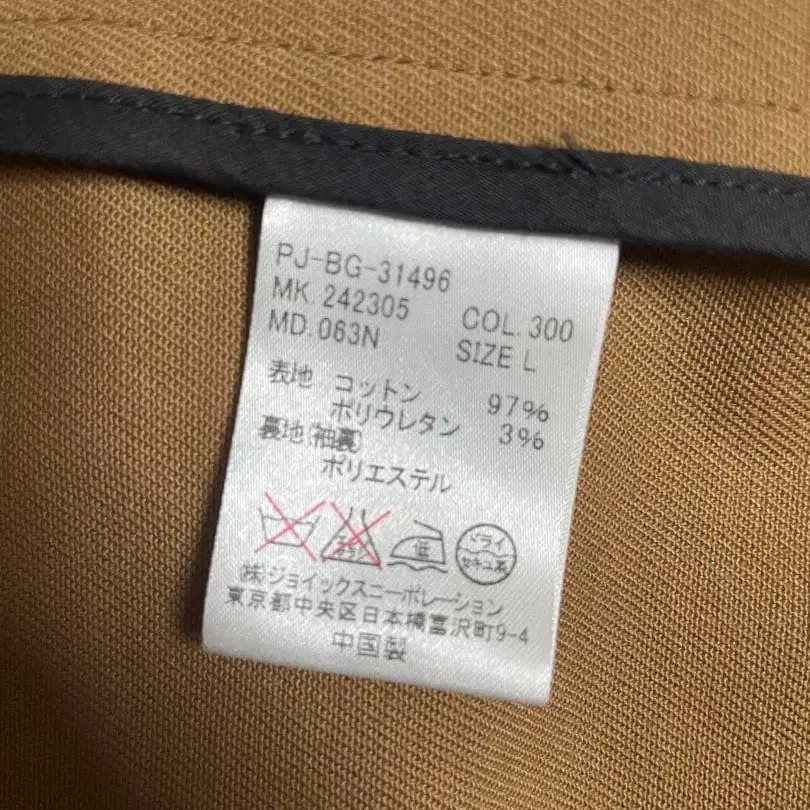 PJ-BG-31496
MK. 242305 COL. 300
MD. 063N SIZE L
表地 コットン 97%
ポリウレタン 3%
裏地(袖裏)
ポリエステル
低 ドライ セキユ系
(株)ジョイックスコーポレーション
東京都中央区日本橋富沢町9-4
中国製